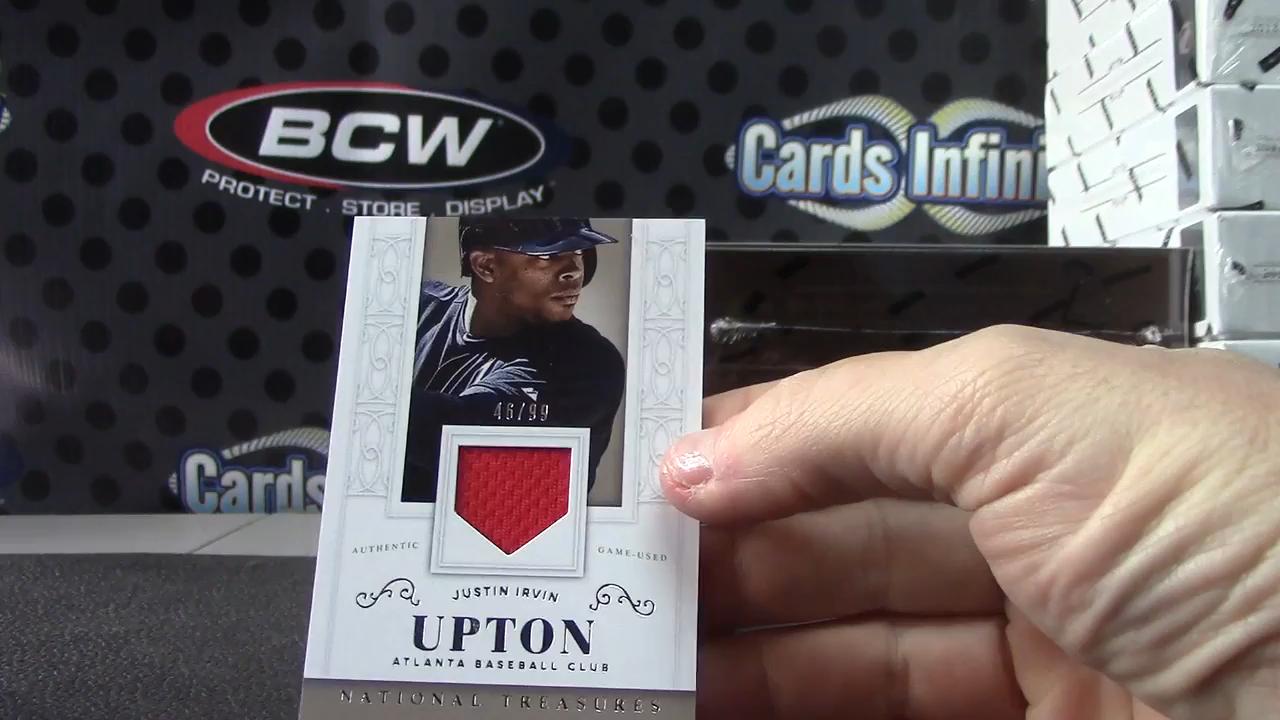 BCW
PROTECT . STORE . DISPLAY
Cards Infini
Cards
46/99
AUTHENTIC GAME-USED
JUSTIN IRVIN
UPTON
ATLANTA BASEBALL CLUB
NATIONAL TREASURES